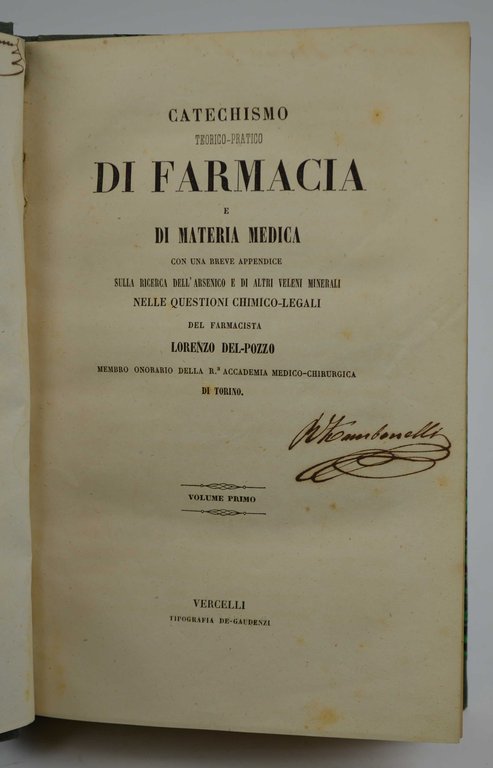 CATECHISMO
TEORICO-PRATICO
DI FARMACIA
E
DI MATERIA MEDICA
CON UNA BREVE APPENDICE
SULLA RICERCA DELL'ARSENICO E DI ALTRI VELENI MINERALI
NELLE QUESTIONI CHIMICO-LEGALI
DEL FARMACISTA
LORENZO DEL-POZZO
MEMBRO ONORARIO DELLA R.ª ACCADEMIA MEDICO-CHIRURGICA
DI TORINO.
VOLUME PRIMO
VERCELLI
TIPOGRAFIA DE-GAUDENZI